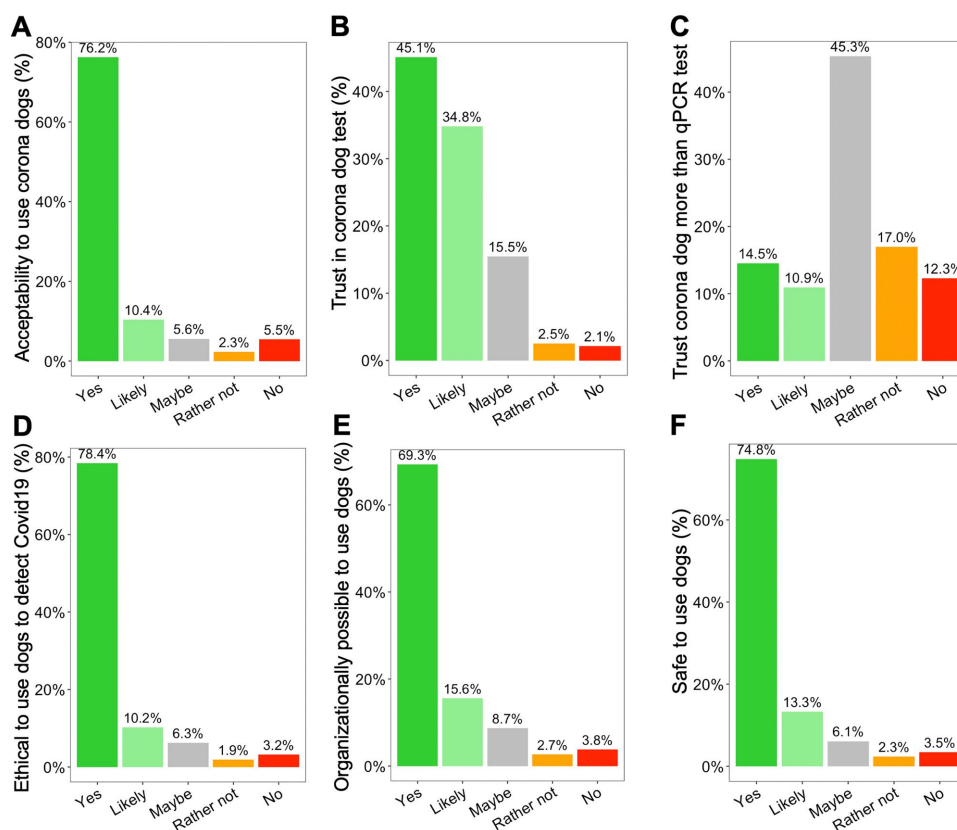 A
Acceptability to use corona dogs (%)
80%
60%
40%
20%
0%
76.2%
10.4%
5.6%
2.3%
5.5%
Yes
Likely
Maybe
Rather not
No
B
Trust in corona dog test (%)
40%
30%
20%
10%
0%
45.1%
34.8%
15.5%
2.5%
2.1%
Yes
Likely
Maybe
Rather not
No
C
Trust corona dog more than qPCR test
40%
30%
20%
10%
0%
14.5%
10.9%
45.3%
17.0%
12.3%
Yes
Likely
Maybe
Rather not
No
D
Ethical to use dogs to detect Covid19 (%)
80%
60%
40%
20%
0%
78.4%
10.2%
6.3%
1.9%
3.2%
Yes
Likely
Maybe
Rather not
No
E
Organizationally possible to use dogs (%)
60%
40%
20%
0%
69.3%
15.6%
8.7%
2.7%
3.8%
Yes
Likely
Maybe
Rather not
No
F
Safe to use dogs (%)
60%
40%
20%
0%
74.8%
13.3%
6.1%
2.3%
3.5%
Yes
Likely
Maybe
Rather not
No